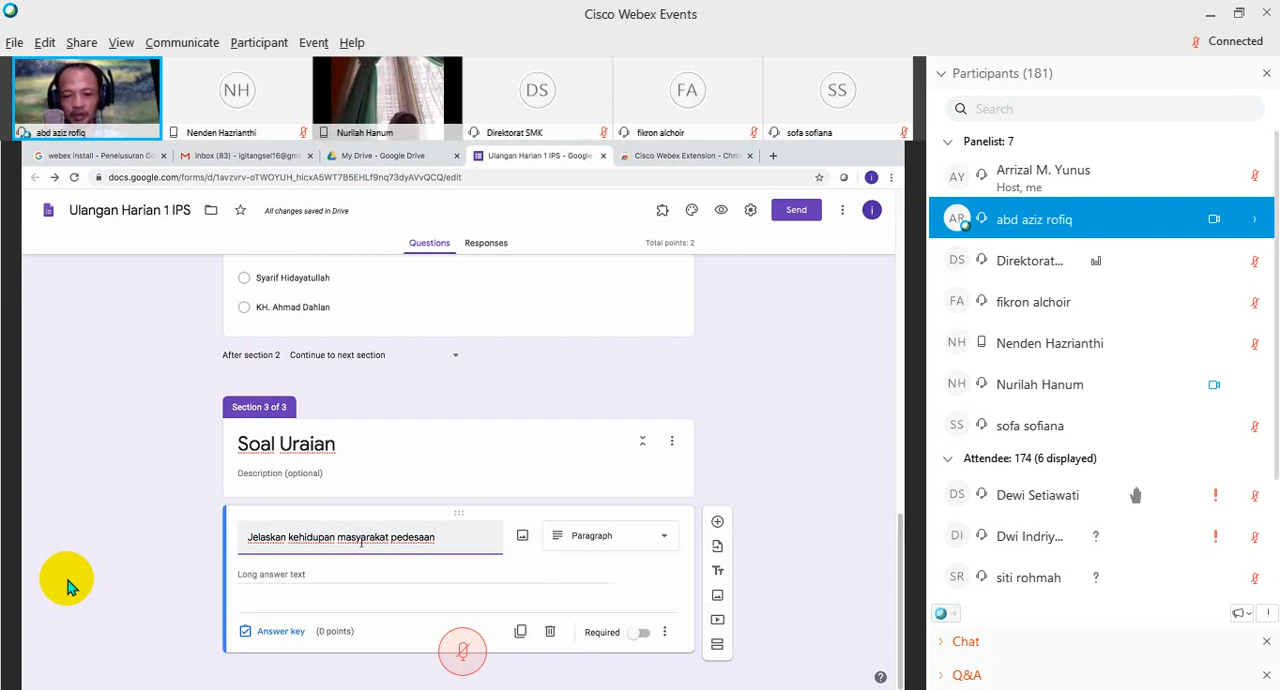 Cisco Webex Events
File Edit Share View Communicate Participant Event Help
Connected
NH
DS
FA
SS
abd aziz rofiq
Nenden Hazrianthi
Nurilah Hanum
Direktorat SMK
fikron alchoir
sofa sofiana
webex install - Penelusuran Go
Inbox (83) - igitangsel16@gma
My Drive - Google Drive
Ulangan Harian 1 IPS - Google
Cisco Webex Extension - Chro
docs.google.com/forms/d/1avzvrv-oTWOYUH_hicxA5WT7B5EHLf9nq73dyAVvQCQ/edit
Ulangan Harian 1 IPS
All changes saved in Drive
Send
i
Questions
Responses
Total points: 2
Syarif Hidayatullah
KH. Ahmad Dahlan
After section 2 Continue to next section
Section 3 of 3
Soal Uraian
Description (optional)
Jelaskan kehidupan masyarakat pedesaan
Paragraph
Long answer text
Answer key (0 points)
Required
Participants (181)
Search
Panelist: 7
AY Arrizal M. Yunus
Host, me
AR abd aziz rofiq
DS Direktorat...
FA fikron alchoir
NH Nenden Hazrianthi
NH Nurilah Hanum
SS sofa sofiana
Attendee: 174 (6 displayed)
DS Dewi Setiawati !
DI Dwi Indriy... ? !
SR siti rohmah ?
Chat
Q&A